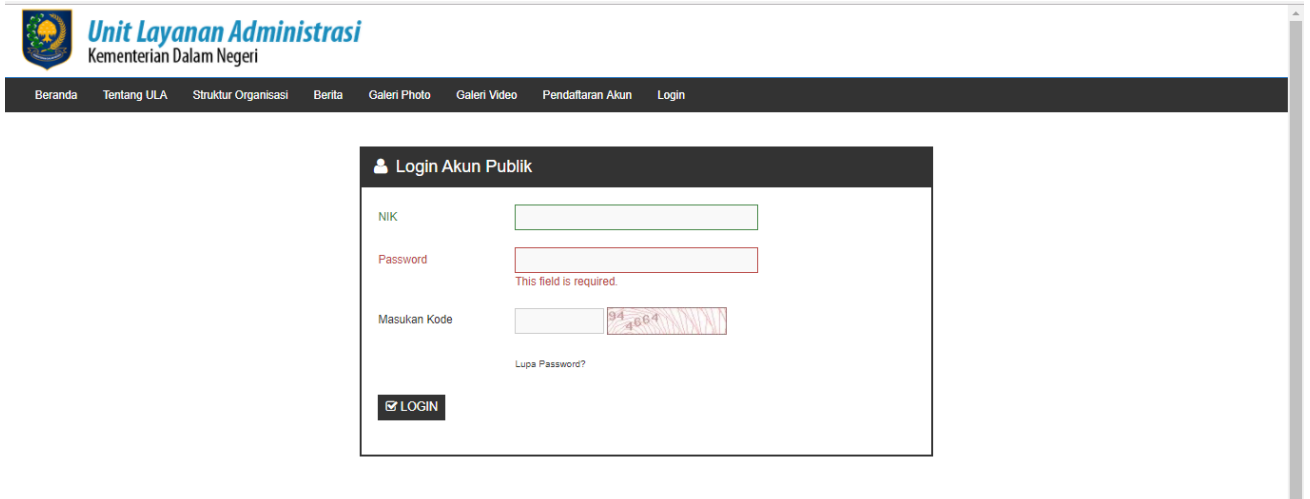 Unit Layanan Administrasi
Kementerian Dalam Negeri
Beranda Tentang ULA Struktur Organisasi Berita Galeri Photo Galeri Video Pendaftaran Akun Login
Login Akun Publik
NIK
Password
This field is required.
Masukan Kode 944664
Lupa Password?
LOGIN